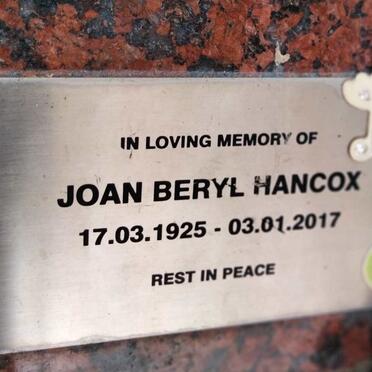 IN LOVING MEMORY OF
JOAN BERYL HANCOX
17.03.1925 - 03.01.2017
REST IN PEACE